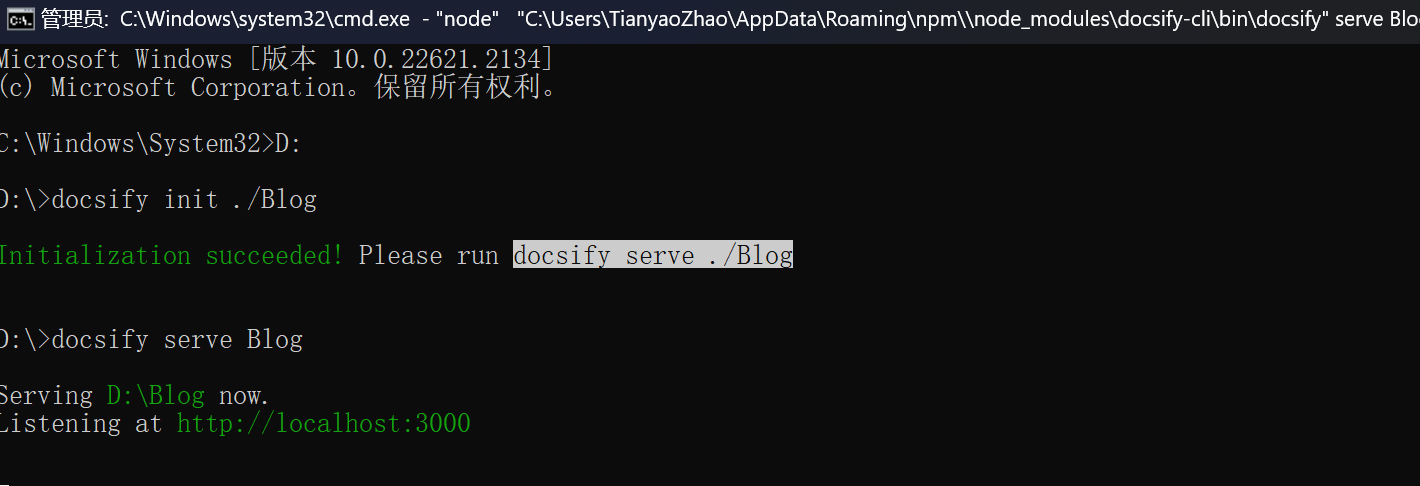 管理员: C:\Windows\system32\cmd.exe - "node" "C:\Users\TianyaoZhao\AppData\Roaming\npm\\node_modules\docsify-cli\bin\docsify" serve Blo
Microsoft Windows [版本 10.0.22621.2134]
(c) Microsoft Corporation。保留所有权利。
C:\Windows\System32>D:
D:\>docsify init ./Blog
Initialization succeeded! Please run docsify serve ./Blog
D:\>docsify serve Blog
Serving D:\Blog now.
Listening at http://localhost:3000